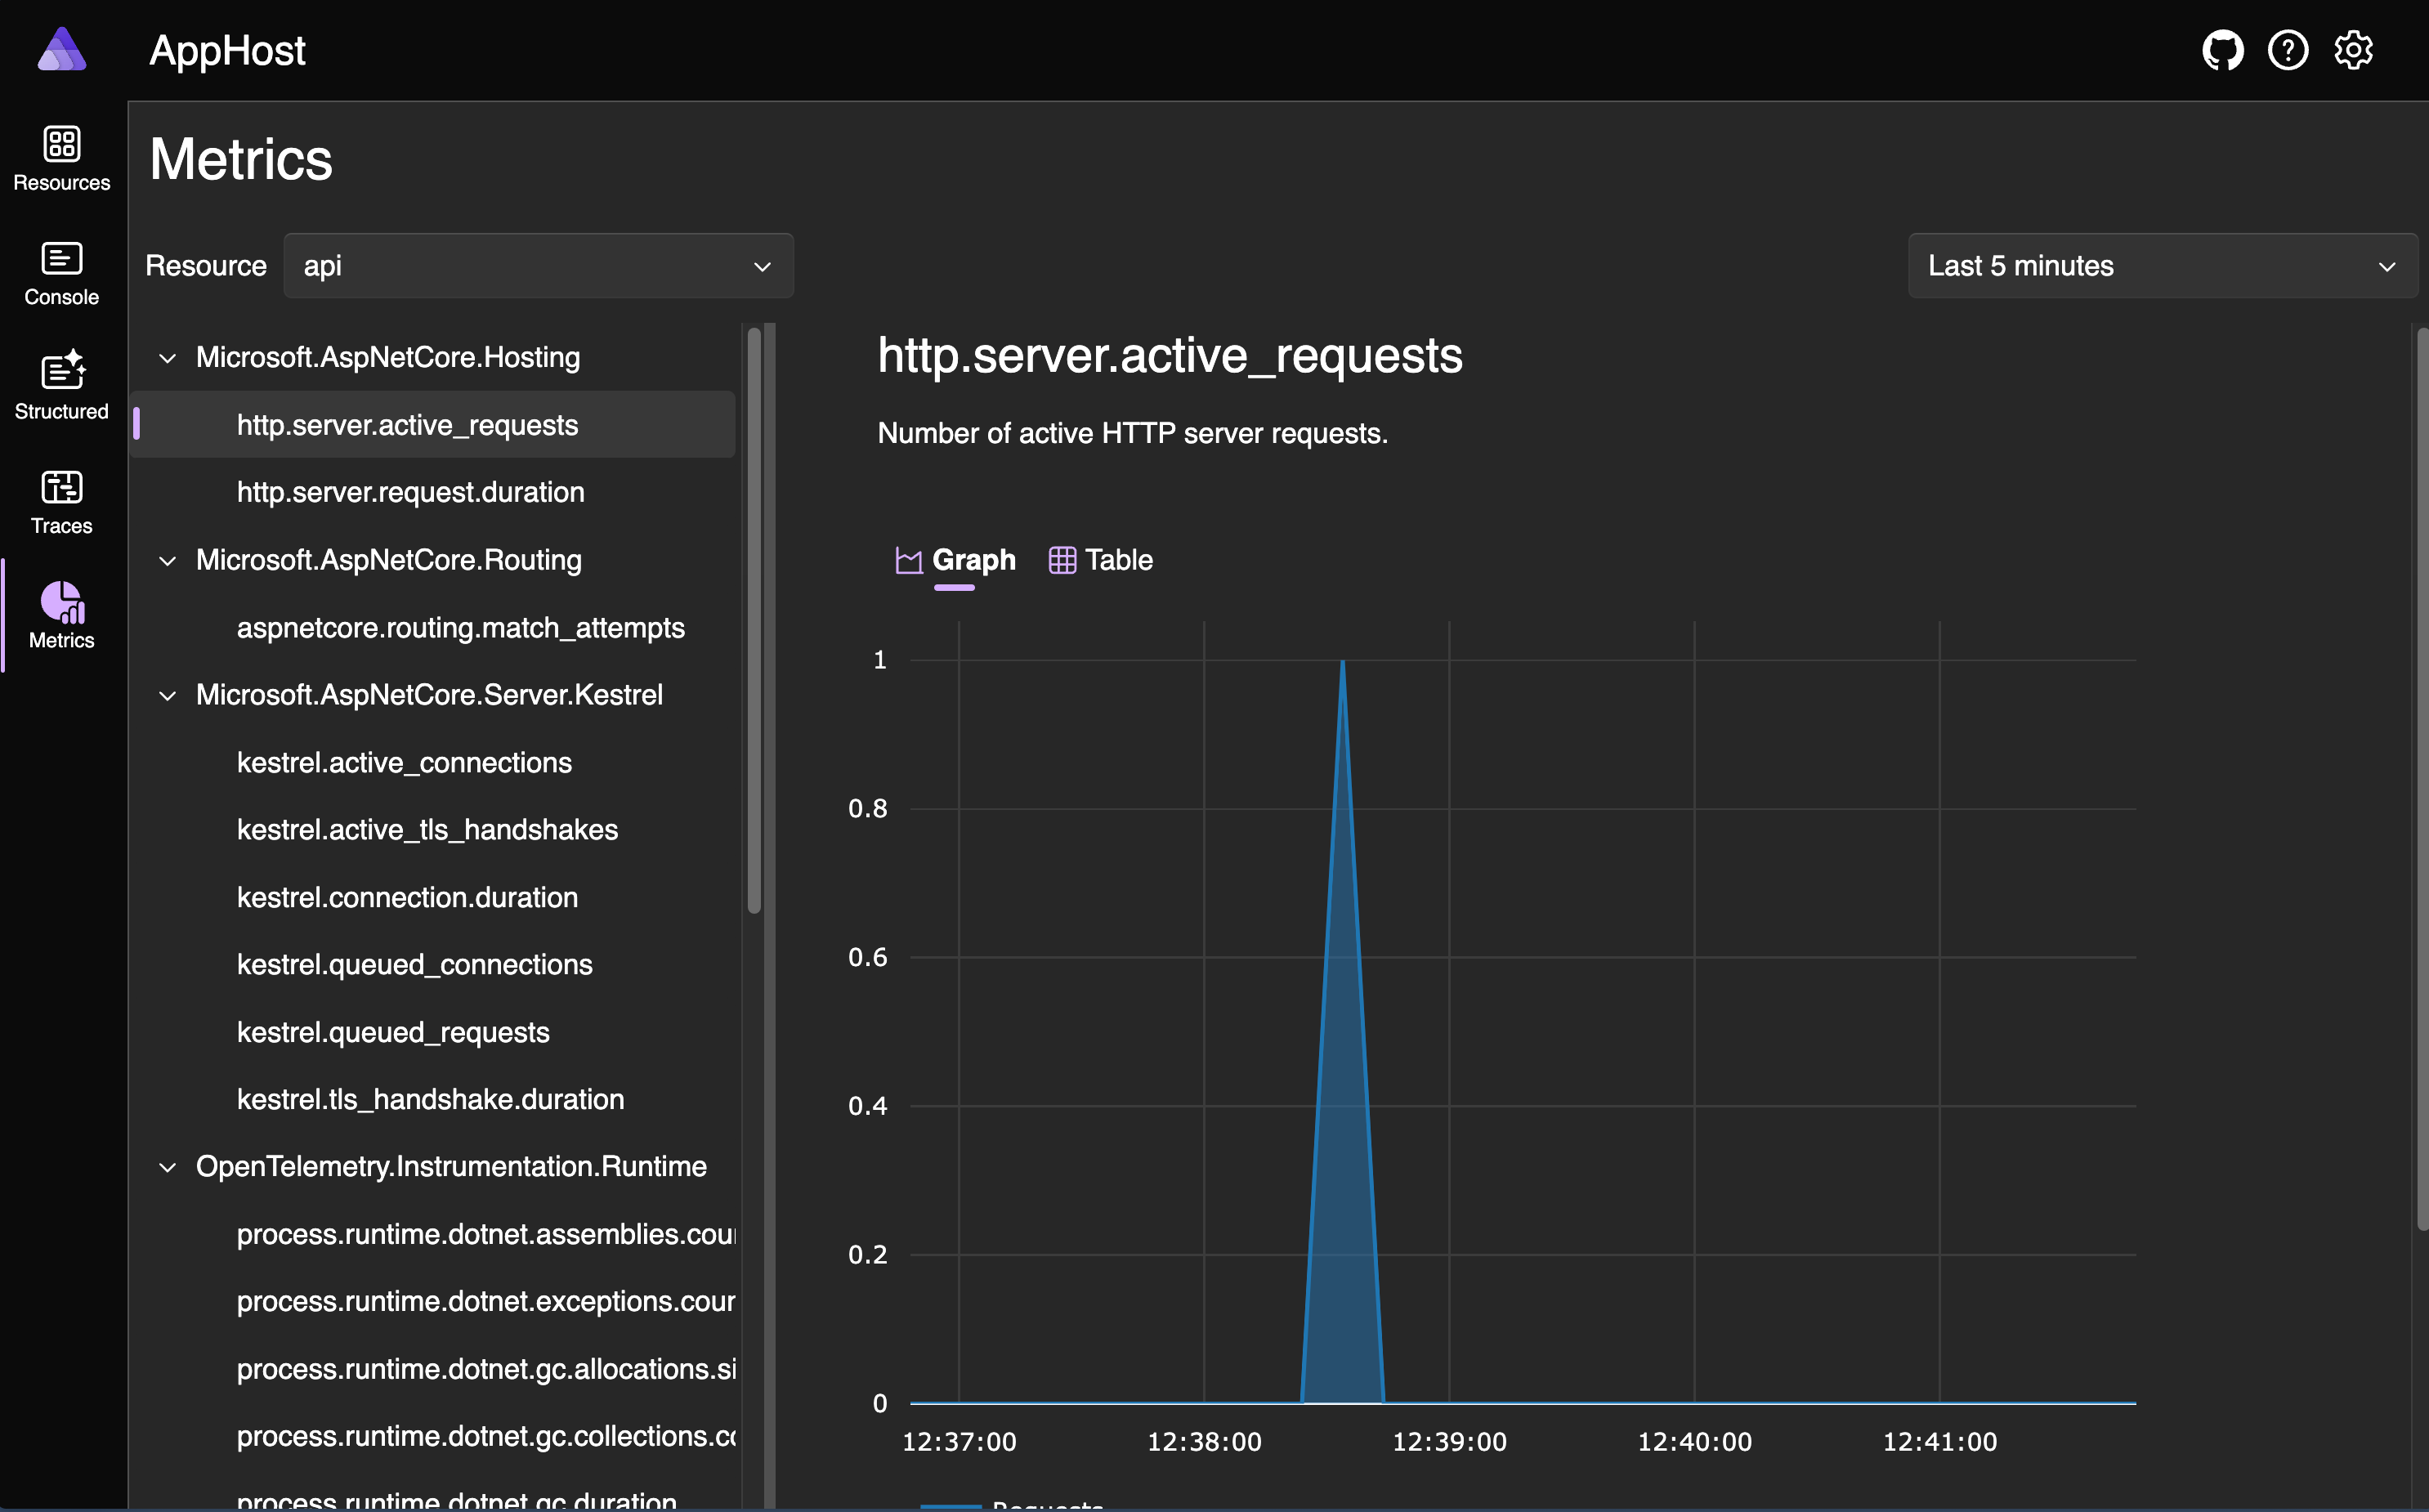 AppHost
Resources
Console
Structured
Traces
Metrics
Metrics
Resource
api
Last 5 minutes
Microsoft.AspNetCore.Hosting
http.server.active_requests
http.server.request.duration
Microsoft.AspNetCore.Routing
aspnetcore.routing.match_attempts
Microsoft.AspNetCore.Server.Kestrel
kestrel.active_connections
kestrel.active_tls_handshakes
kestrel.connection.duration
kestrel.queued_connections
kestrel.queued_requests
kestrel.tls_handshake.duration
OpenTelemetry.Instrumentation.Runtime
process.runtime.dotnet.assemblies.cou
process.runtime.dotnet.exceptions.cour
process.runtime.dotnet.gc.allocations.si
process.runtime.dotnet.gc.collections.co
process.runtime.dotnet.gc.duration
http.server.active_requests
Number of active HTTP server requests.
Graph
Table
1
0.8
0.6
0.4
0.2
0
12:37:00
12:38:00
12:39:00
12:40:00
12:41:00
Requests